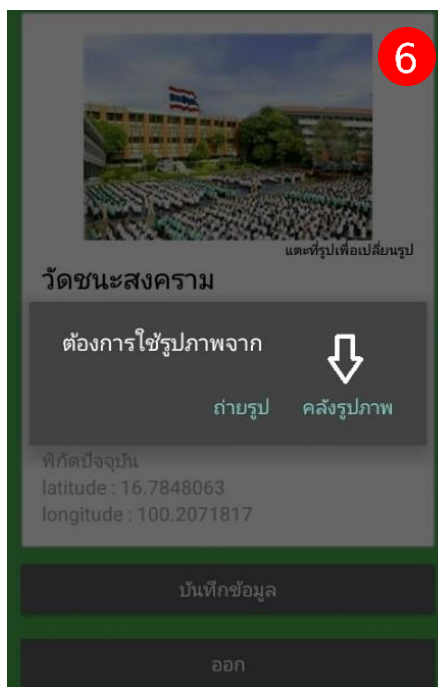 6
แตะที่รูปเพื่อเปลี่ยนรูป
วัดชนะสงคราม
ต้องการใช้รูปภาพจาก
ถ่ายรูป คลังรูปภาพ
พิกัดปัจจุบัน
latitude : 16.7848063
longitude : 100.2071817
บันทึกข้อมูล
ออก